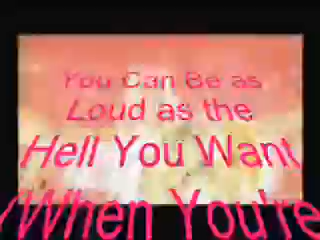 You Can Be as
Loud as the
Hell You Want
(When You're